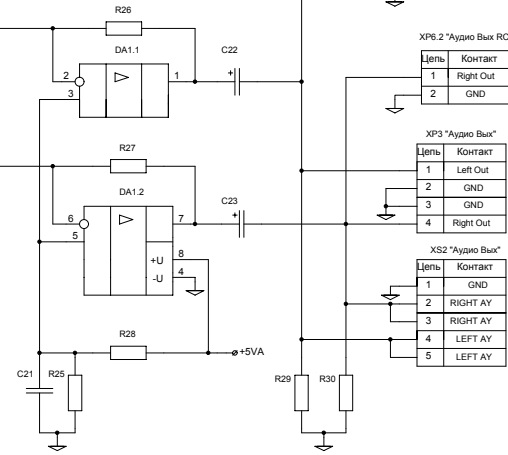 R26
DA1.1
2
3
1
C22
+
R27
DA1.2
6
5
7
8
4
+U
-U
C23
+
R28
+5VA
C21
R25
R29
R30
XP6.2 "Аудио Вых RO
Цепь Контакт
1 Right Out
2 GND
XP3 "Аудио Вых"
Цепь Контакт
1 Left Out
2 GND
3 GND
4 Right Out
XS2 "Аудио Вых"
Цепь Контакт
1 GND
2 RIGHT AY
3 RIGHT AY
4 LEFT AY
5 LEFT AY